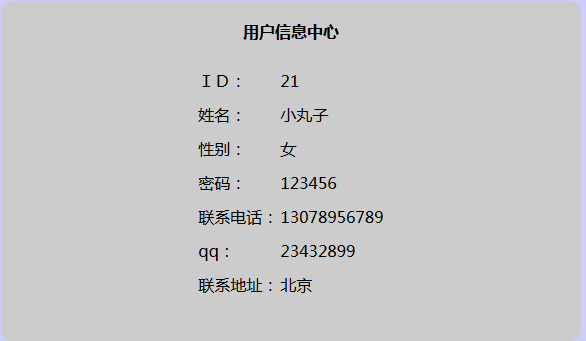 用户信息中心
ＩＤ： 21
姓名： 小丸子
性别： 女
密码： 123456
联系电话： 13078956789
qq： 23432899
联系地址： 北京